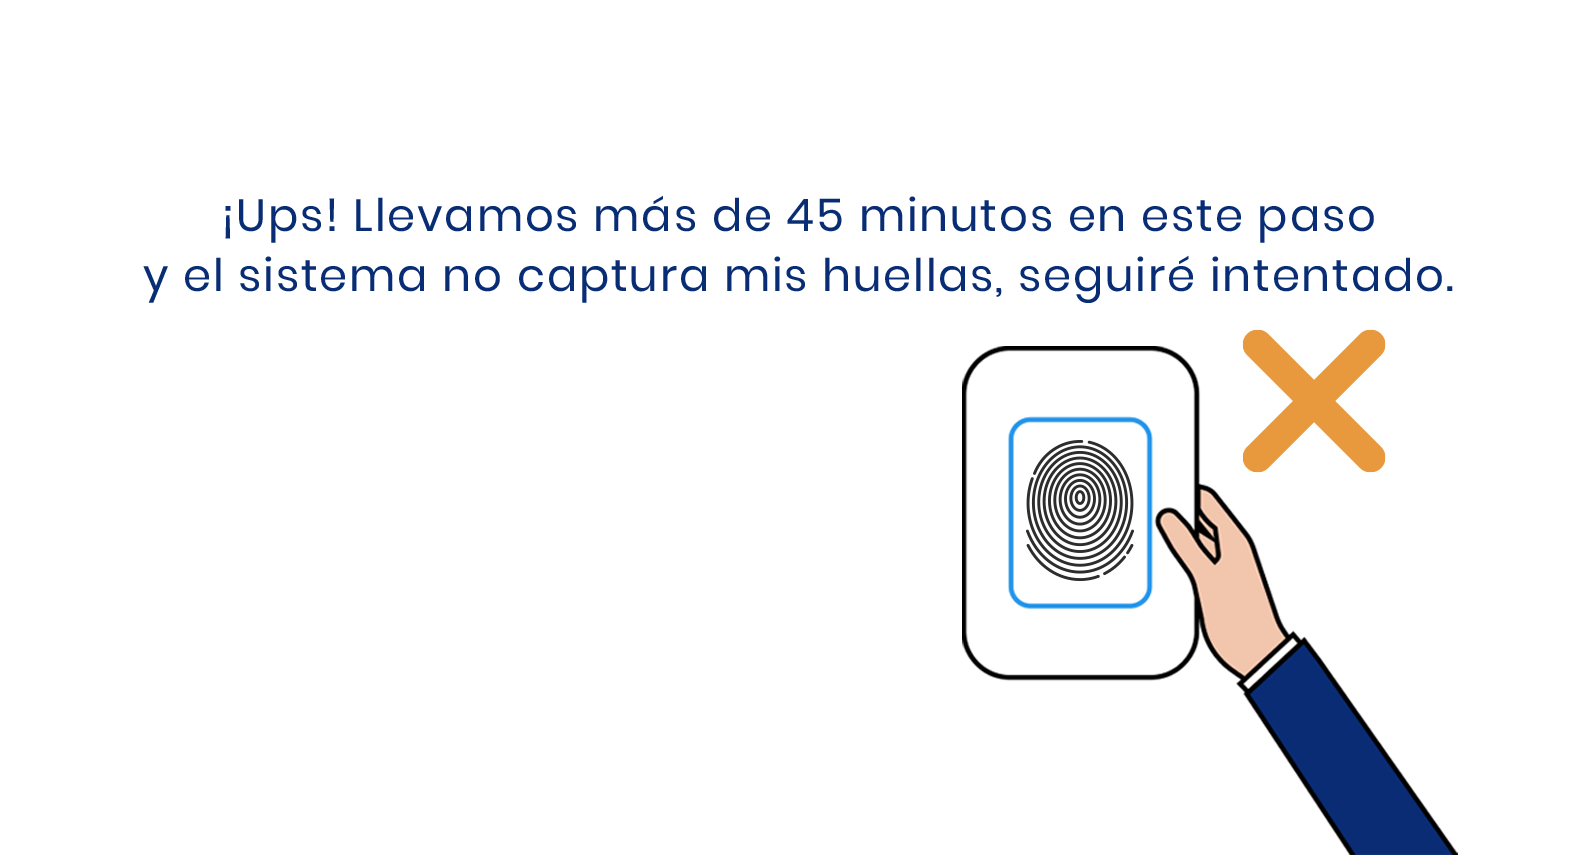 ¡Ups! Llevamos más de 45 minutos en este paso
y el sistema no captura mis huellas, seguiré intentado.